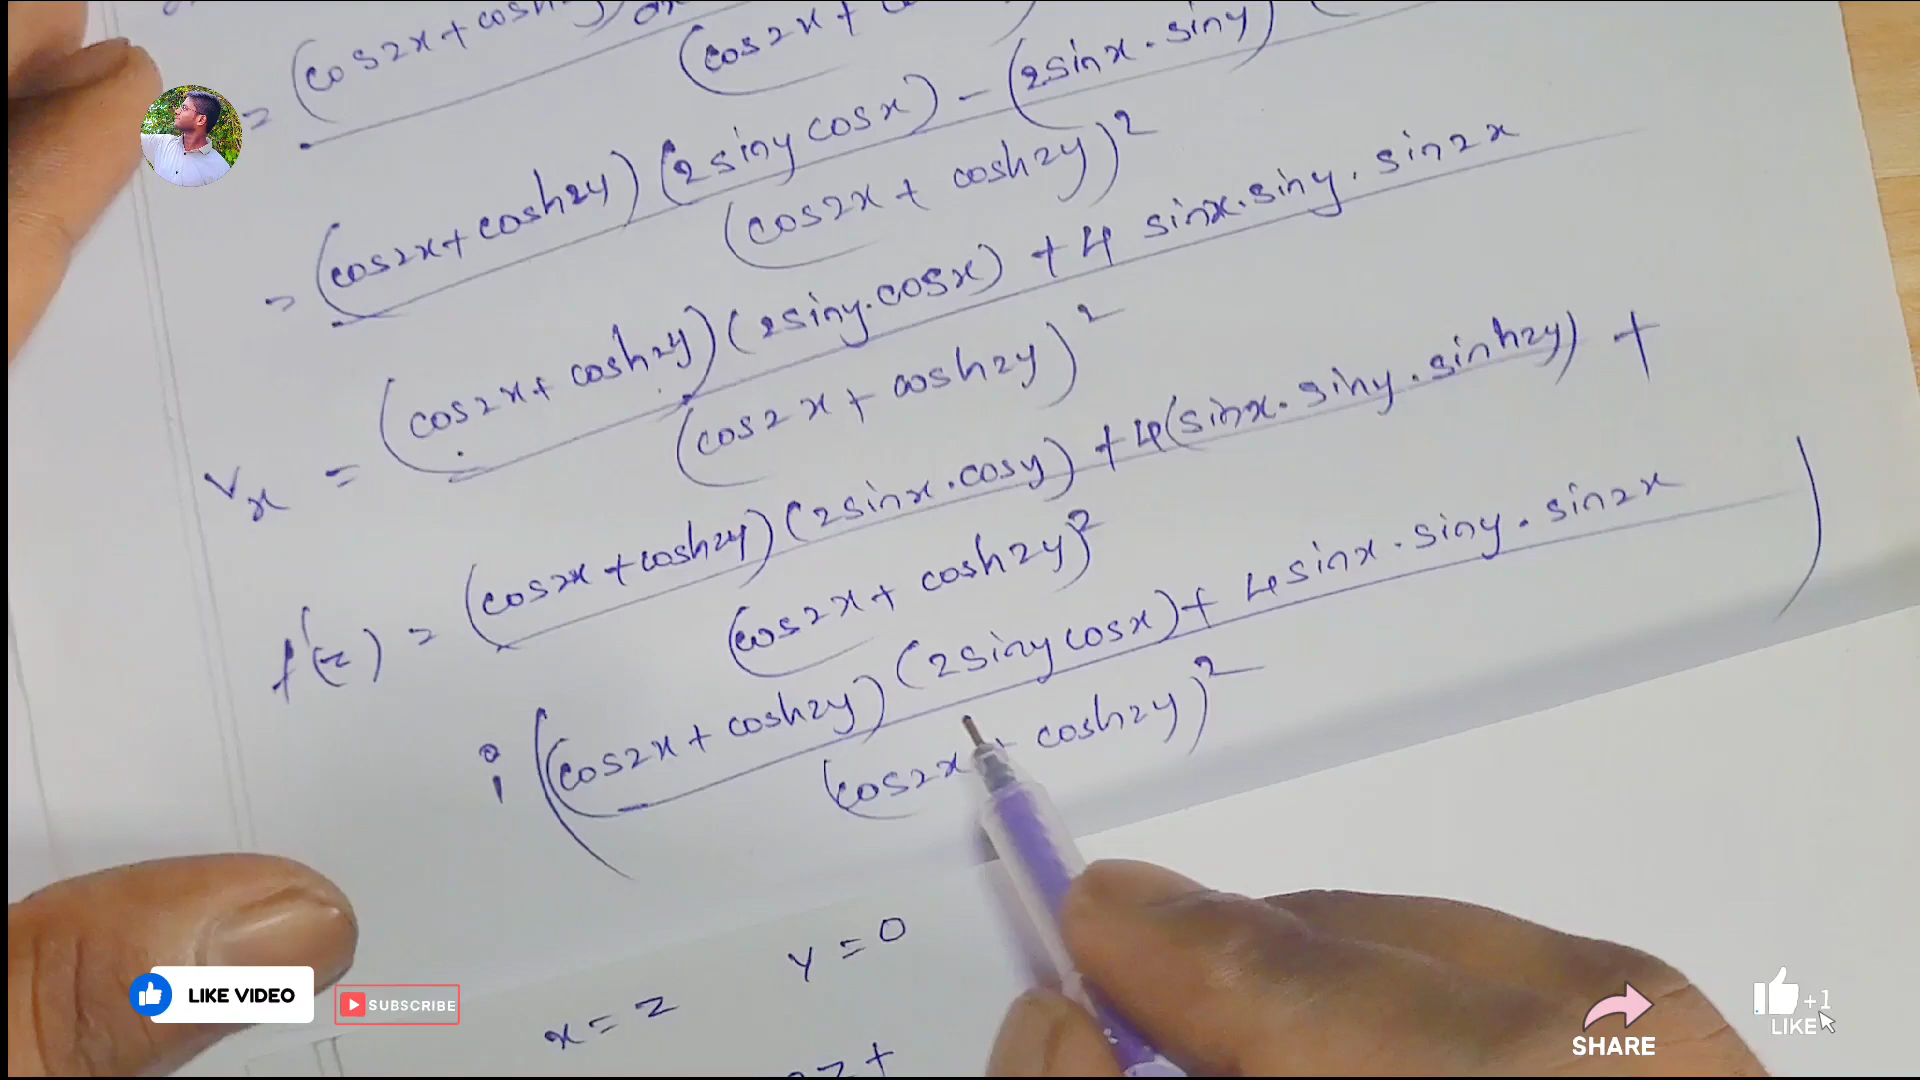 (cos2x + cosh
(cos2x +
= (cos2x + cosh2y) (2siny cosx) - (2sinx . siny)
(cos2x + cosh2y)²
(cos2x + cosh2y) (2siny . cosx) + 4 sinx . siny . sin2x
vx =
(cos2x + cosh2y)²
f'(z) = (cos2x + cosh2y) (2sinx . cosy) + 4(sinx . siny . sinh2y) +
(cos2x + cosh2y)²
i ((cos2x + cosh2y) (2siny cosx) + 4sinx . siny . sin2x)
(cos2x + cosh2y)²
x = z y = 0
LIKE VIDEO
SUBSCRIBE
SHARE
+1
LIKE